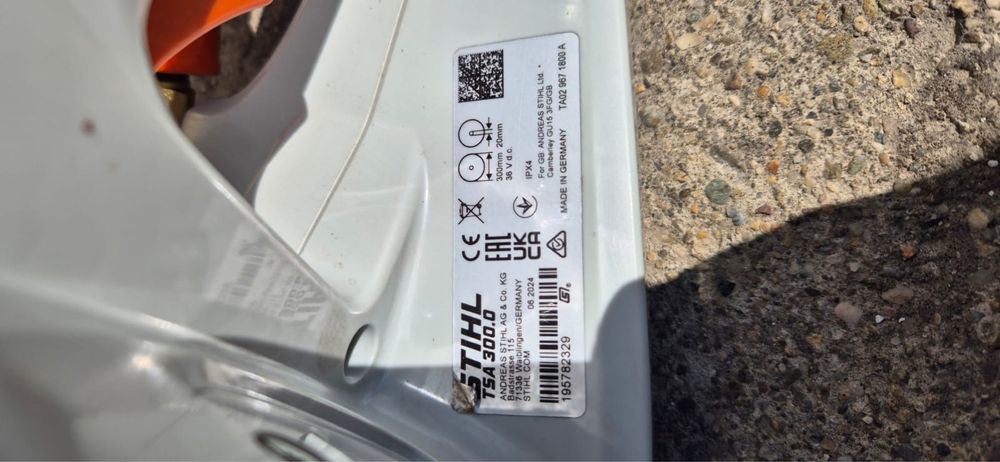 STIHL
TSA 300.0
ANDREAS STIHL AG & Co. KG
Badstrasse 115
71336 Waiblingen/GERMANY
STIHL.COM
06.2024
195782329
CE
EAC
UK
CA
300mm 20mm
36 V d.c.
IPX4
For GB: ANDREAS STIHL Ltd. •
Camberley GU15 3FG/GB
MADE IN GERMANY
TA02 967 1800 A